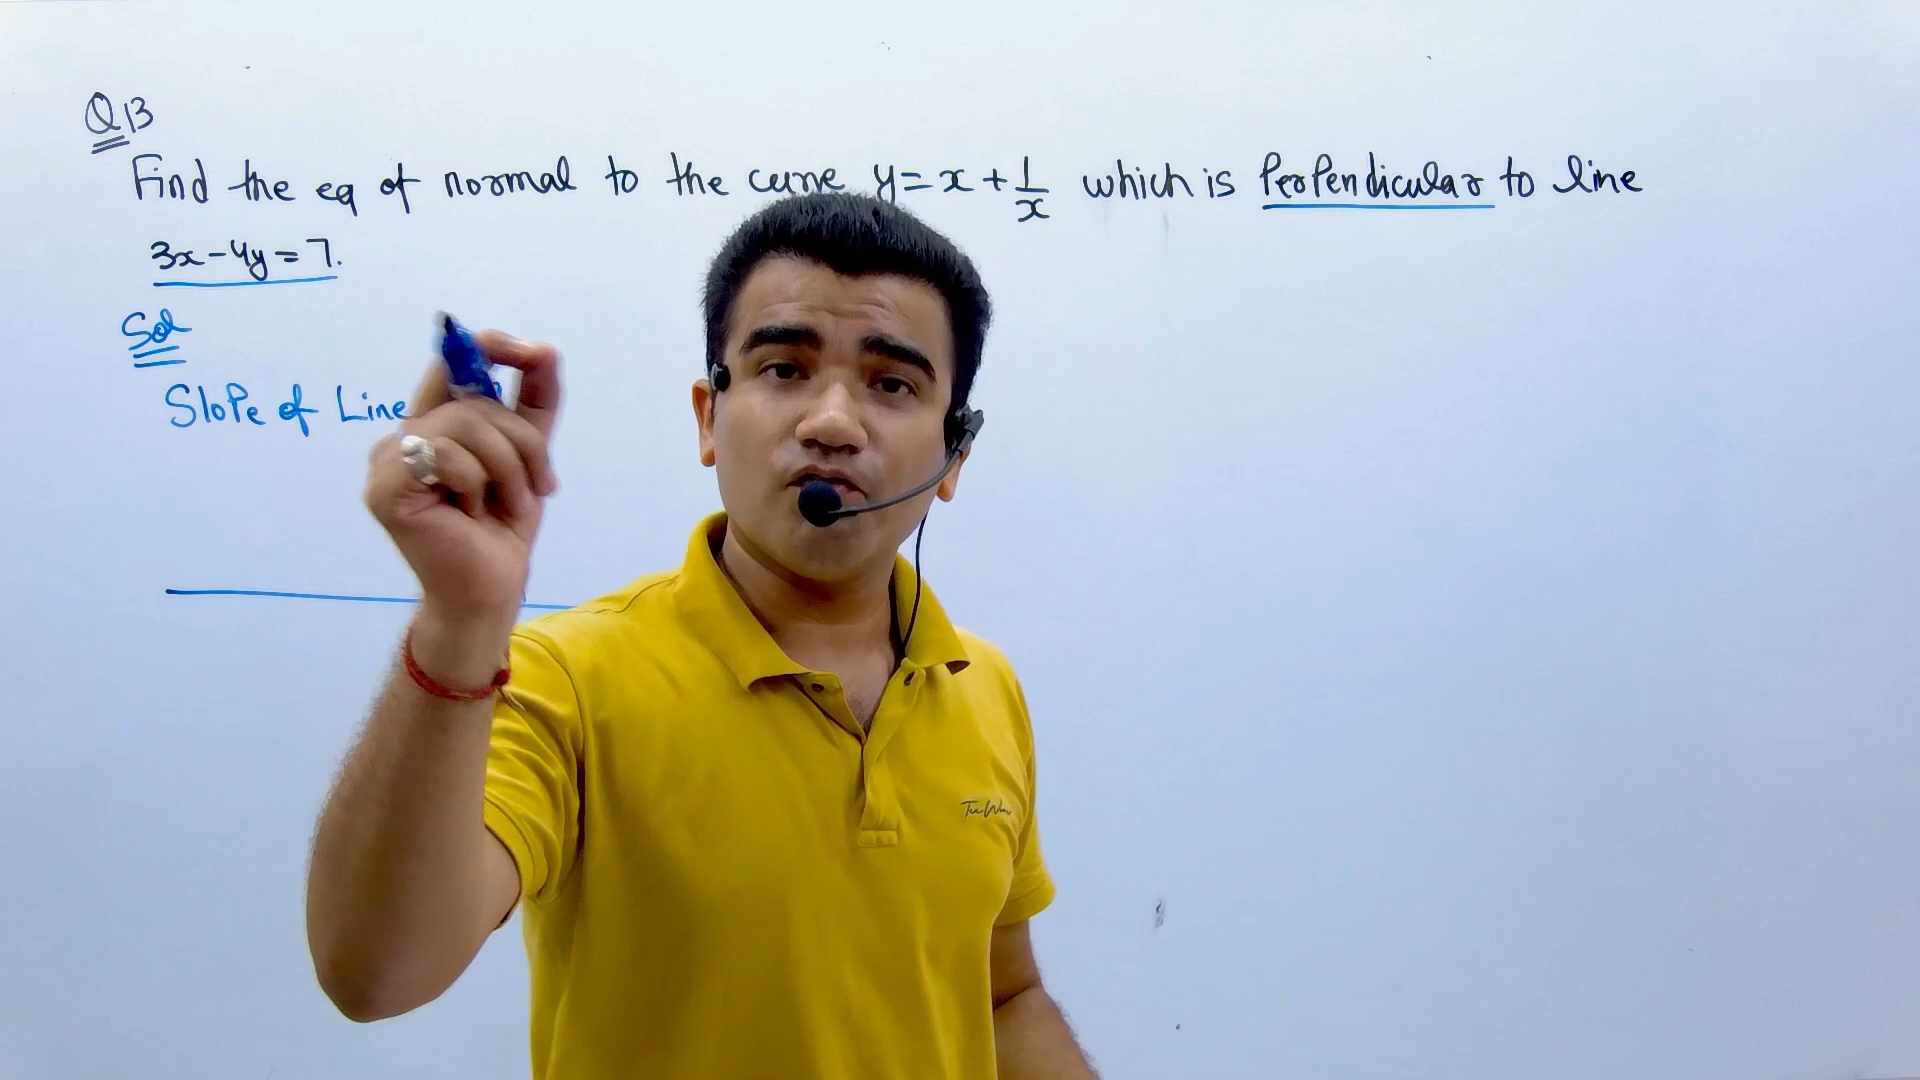 Q13
Find the eq of normal to the curve y = x + 1/x which is Perpendicular to line
3x - 4y = 7.
Sol
Slope of Line